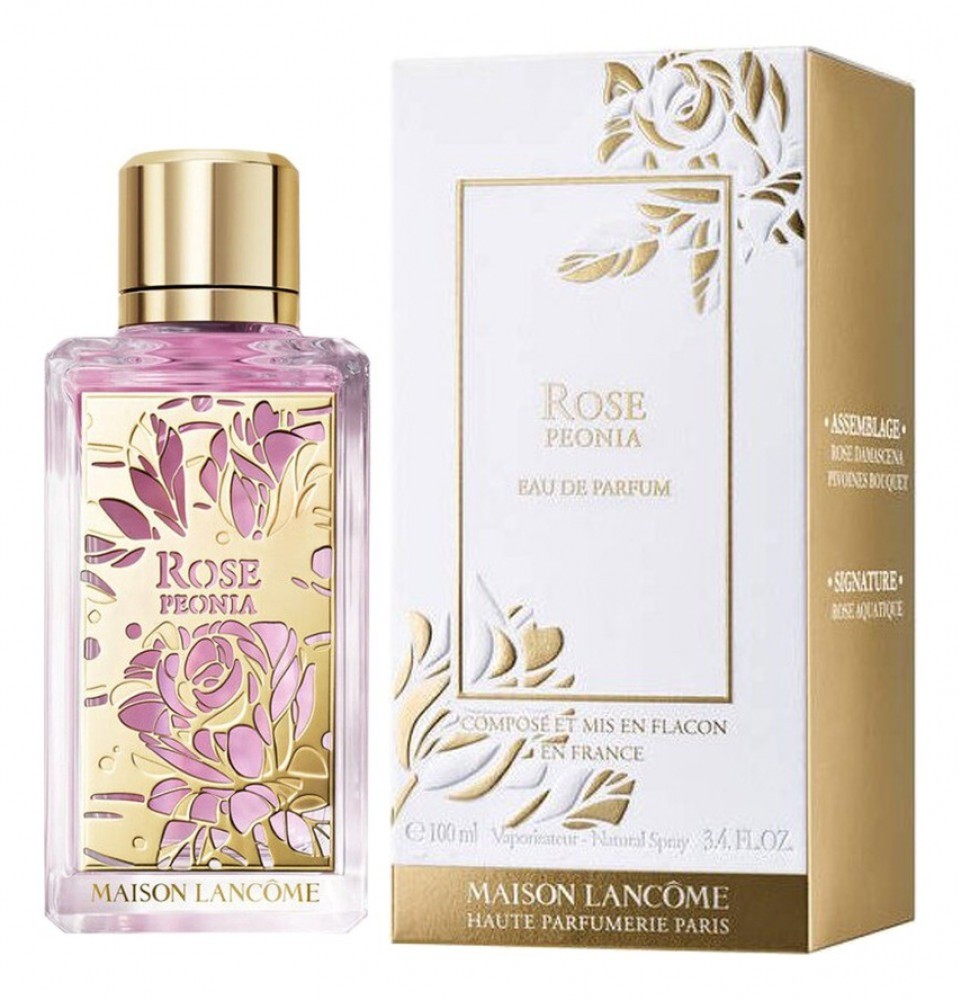 ROSE
PEONIA
MAISON LANCÔME
ROSE
PEONIA
EAU DE PARFUM
COMPOSÉ ET MIS EN FLACON
EN FRANCE
℮ 100 ml Vaporisateur - Natural Spray 3.4. FL.OZ.
MAISON LANCÔME
HAUTE PARFUMERIE PARIS
• ASSEMBLAGE •
ROSE DAMASCENA
PIVOINES BOUQUET
• SIGNATURE •
ROSE AQUATIQUE